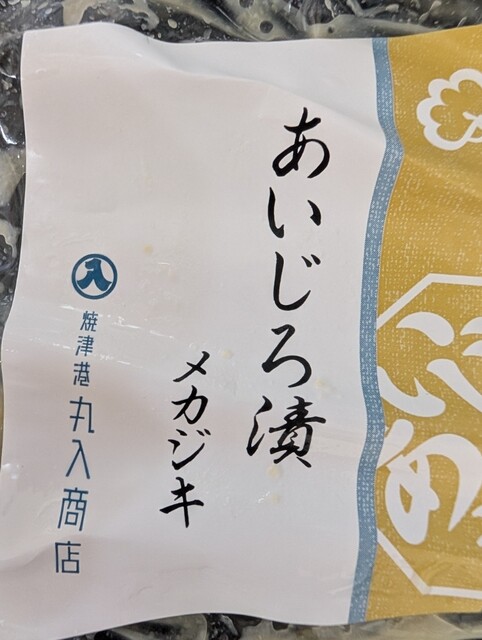 あいじろ漬
メカジキ
焼津港 丸入商店